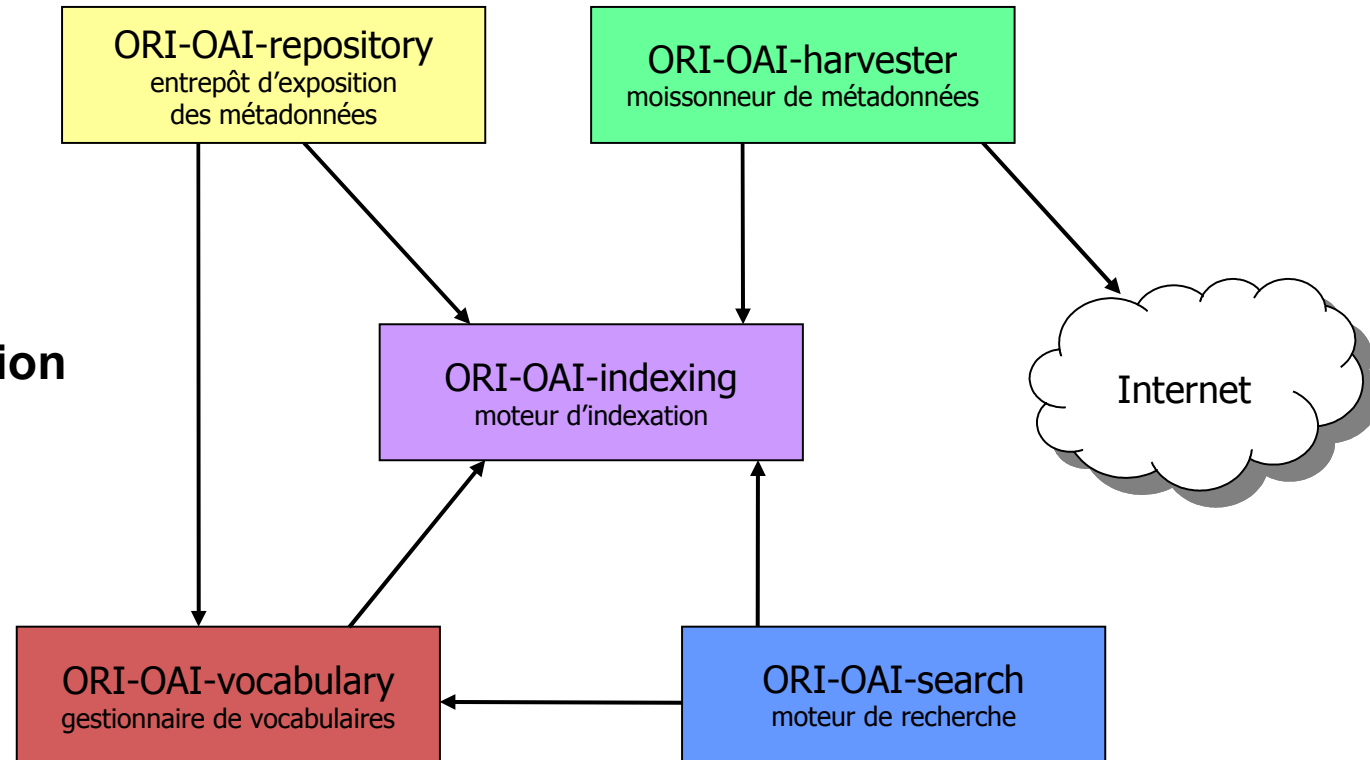 ORI-OAI-repository
entrepôt d’exposition
des métadonnées
ORI-OAI-harvester
moissonneur de métadonnées
ion
ORI-OAI-indexing
moteur d’indexation
Internet
ORI-OAI-vocabulary
gestionnaire de vocabulaires
ORI-OAI-search
moteur de recherche